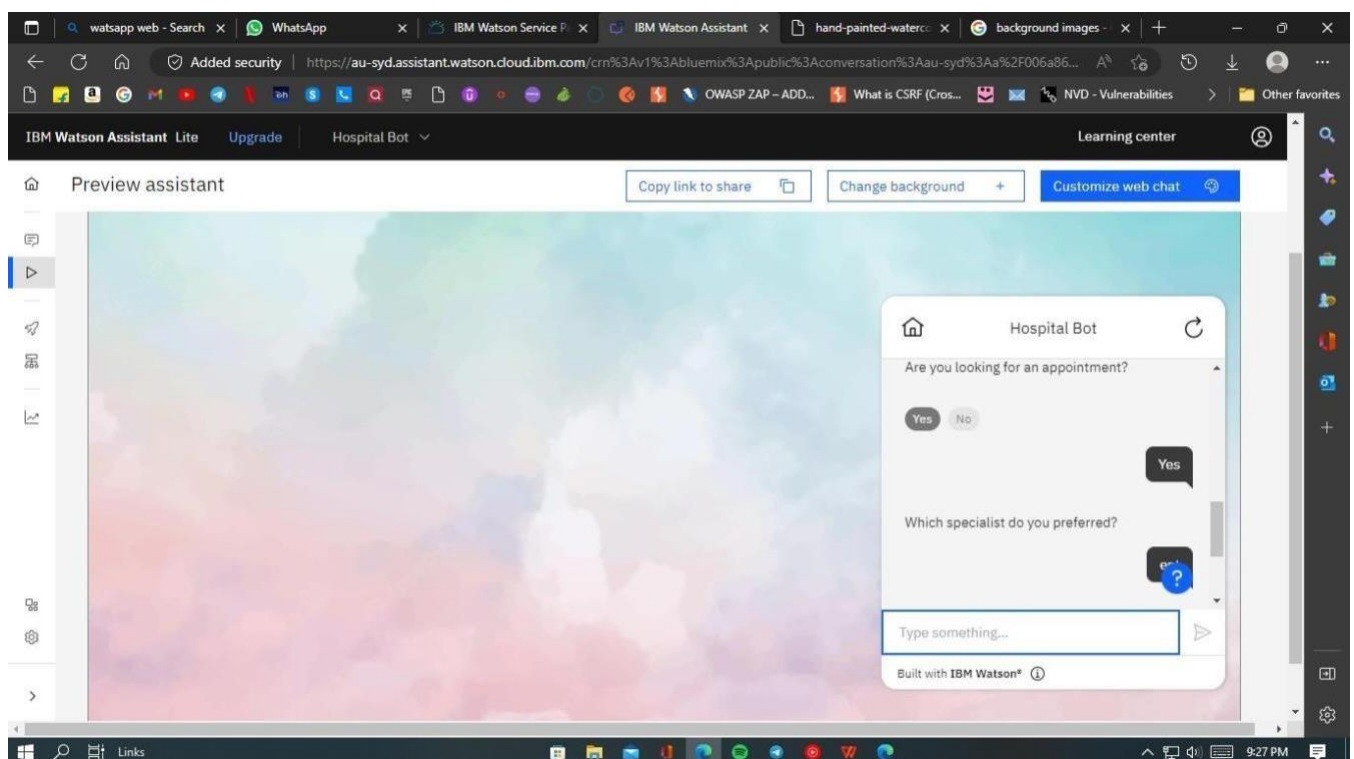 watsapp web - Search
WhatsApp
IBM Watson Service P
IBM Watson Assistant
hand-painted-waterco
background images -
Added security
https://au-syd.assistant.watson.cloud.ibm.com/crn%3Av1%3Abluemix%3Apublic%3Aconversation%3Aau-syd%3Aa%2F006a86...
OWASP ZAP – ADD...
What is CSRF (Cros...
NVD - Vulnerabilities
Other favorites
IBM Watson Assistant Lite
Upgrade
Hospital Bot
Learning center
Preview assistant
Copy link to share
Change background +
Customize web chat
Hospital Bot
Are you looking for an appointment?
Yes
No
Yes
Which specialist do you preferred?
?
Type something...
Built with IBM Watson®
Links
9:27 PM